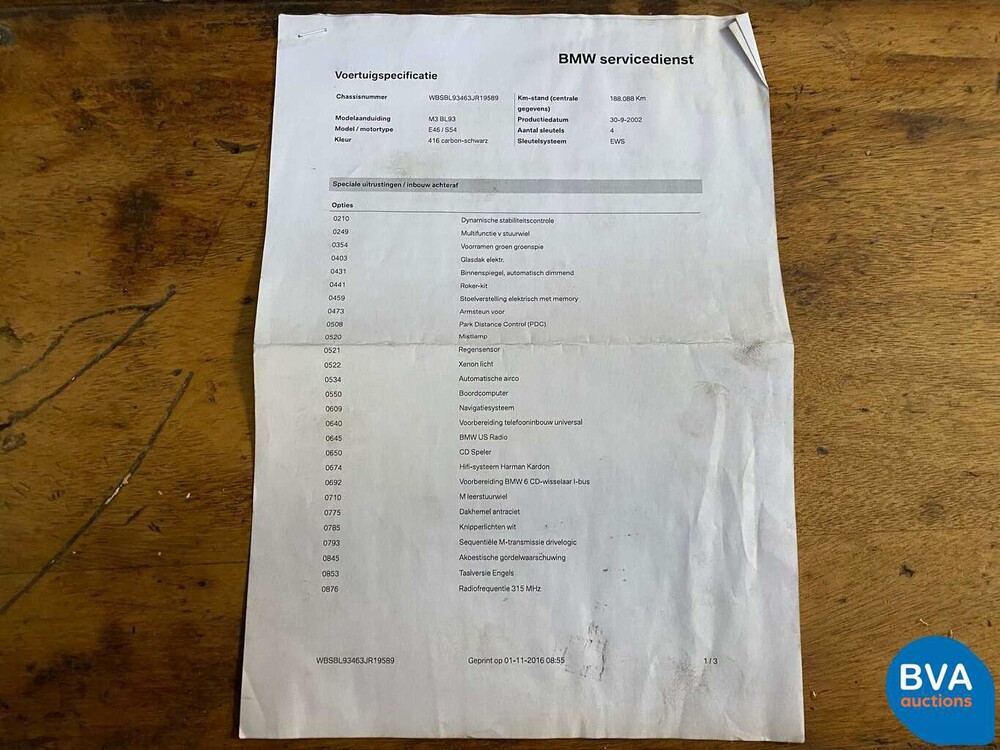 BMW servicedienst
Voertuigspecificatie
Chassisnummer WBSBL93463JR19589 Km-stand (centrale gegevens) 188.088 Km
Modelaanduiding M3 BL93 Productiedatum 30-9-2002
Model / motortype E46 / S54 Aantal sleutels 4
Kleur 416 carbon-schwarz Sleutelsysteem EWS
Speciale uitrustingen / inbouw achteraf
Opties
0210 Dynamische stabiliteitscontrole
0249 Multifunctie v stuurwiel
0354 Voorramen groen groenspie
0403 Glasdak elektr.
0431 Binnenspiegel, automatisch dimmend
0441 Roker-kit
0459 Stoelverstelling elektrisch met memory
0473 Armsteun voor
0508 Park Distance Control (PDC)
0520 Mistlamp
0521 Regensensor
0522 Xenon licht
0534 Automatische airco
0550 Boordcomputer
0609 Navigatiesysteem
0640 Voorbereiding telefooninbouw universal
0645 BMW US Radio
0650 CD Speler
0674 Hifi-systeem Harman Kardon
0692 Voorbereiding BMW 6 CD-wisselaar I-bus
0710 M leerstuurwiel
0775 Dakhemel antraciet
0785 Knipperlichten wit
0793 Sequentiële M-transmissie drivelogic
0845 Akoestische gordelwaarschuwing
0853 Taalversie Engels
0876 Radiofrequentie 315 MHz
WBSBL93463JR19589 Geprint op 01-11-2016 08:55 1 / 3
BVA
auctions